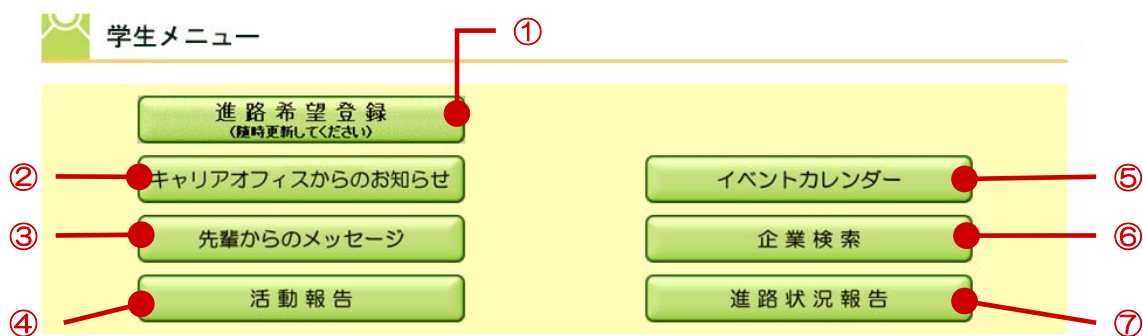 学生メニュー
①
進路希望登録
(随時更新してください)
②
キャリアオフィスからのお知らせ
イベントカレンダー
⑤
③
先輩からのメッセージ
企業検索
⑥
④
活動報告
進路状況報告
⑦